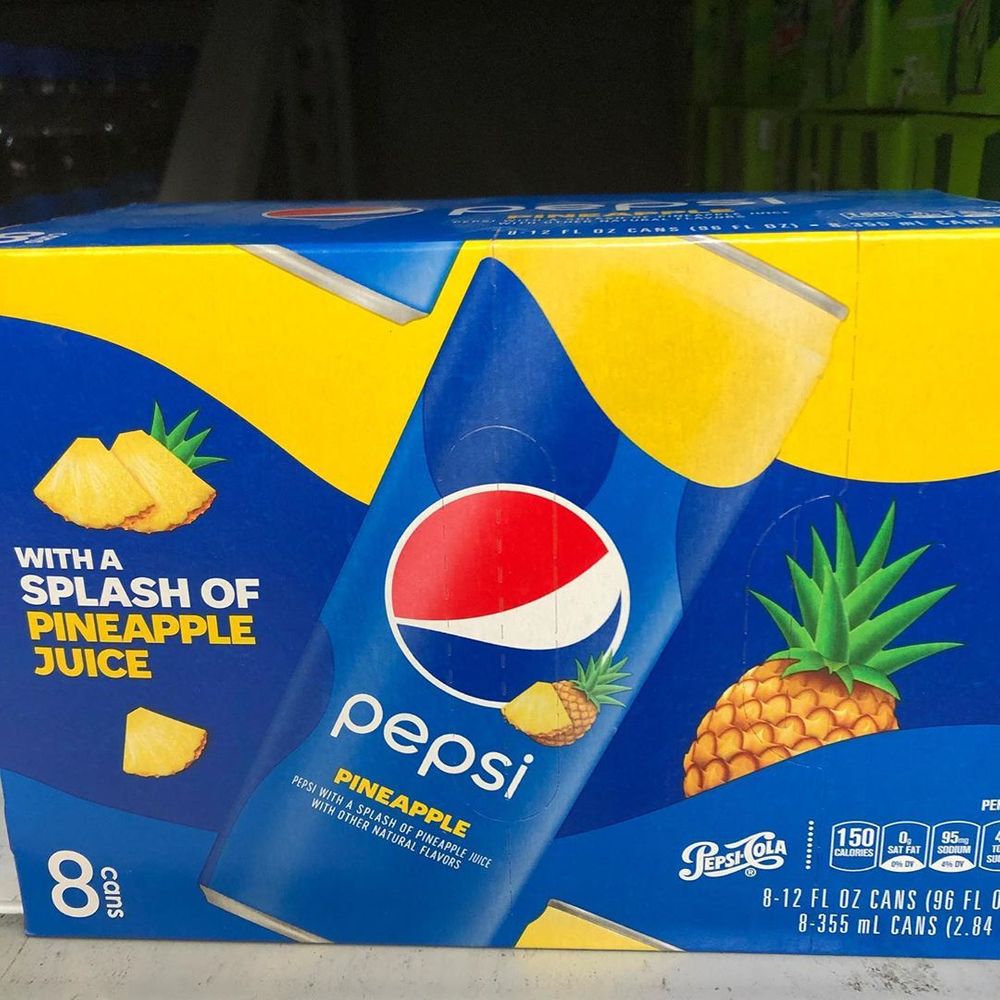 pepsi
PINEAPPLE
8-12 FL OZ CANS (96 FL OZ) - 8-355 mL CANS
WITH A
SPLASH OF
PINEAPPLE
JUICE
pepsi
PINEAPPLE
PEPSI WITH A SPLASH OF PINEAPPLE JUICE
WITH OTHER NATURAL FLAVORS
8 cans
PEPSI-COLA
150 CALORIES
0g SAT FAT 0% DV
95mg SODIUM 4% DV
8-12 FL OZ CANS (96 FL
8-355 mL CANS (2.84